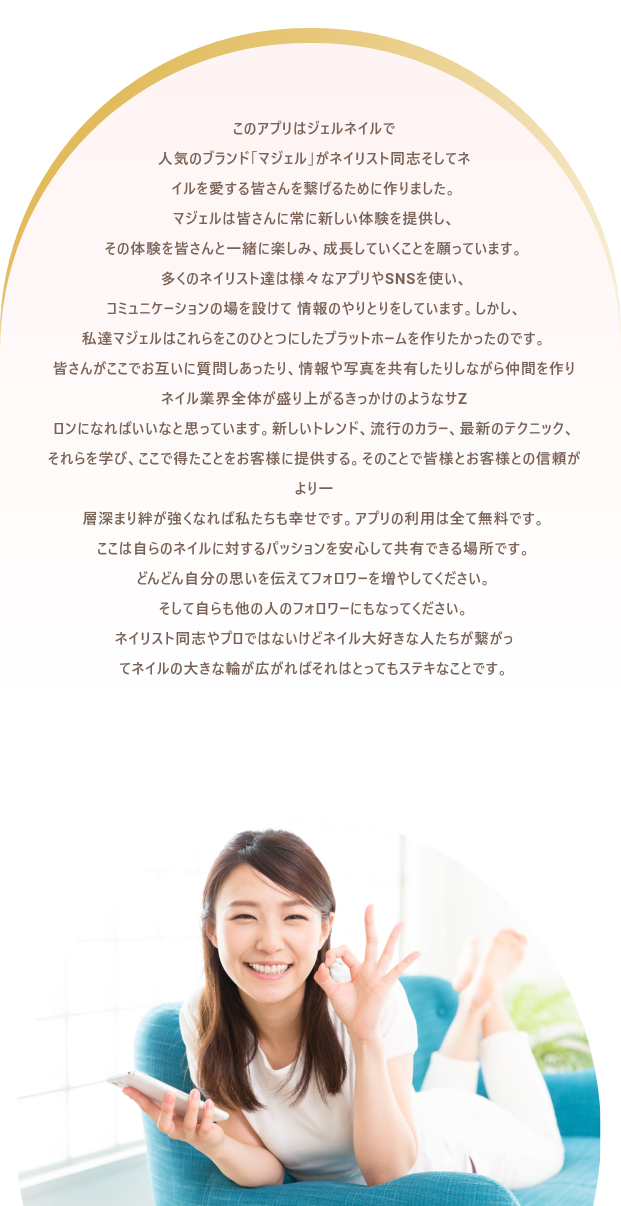 このアプリはジェルネイルで
人気のブランド「マジェル」がネイリスト同志そしてネ
イルを愛する皆さんを繋げるために作りました。
マジェルは皆さんに常に新しい体験を提供し、
その体験を皆さんと一緒に楽しみ、成長していくことを願っています。
多くのネイリスト達は様々なアプリやSNSを使い、
コミュニケーションの場を設けて 情報のやりとりをしています。しかし、
私達マジェルはこれらをこのひとつにしたプラットホームを作りたかったのです。
皆さんがここでお互いに質問しあったり、情報や写真を共有したりしながら仲間を作り
ネイル業界全体が盛り上がるきっかけのようなサZ
ロンになればいいなと思っています。新しいトレンド、流行のカラー、最新のテクニック、
それらを学び、ここで得たことをお客様に提供する。そのことで皆様とお客様との信頼が
より一
層深まり絆が強くなれば私たちも幸せです。アプリの利用は全て無料です。
ここは自らのネイルに対するパッションを安心して共有できる場所です。
どんどん自分の思いを伝えてフォロワーを増やしてください。
そして自らも他の人のフォロワーにもなってください。
ネイリスト同志やプロではないけどネイル大好きな人たちが繋がっ
てネイルの大きな輪が広がればそれはとってもステキなことです。